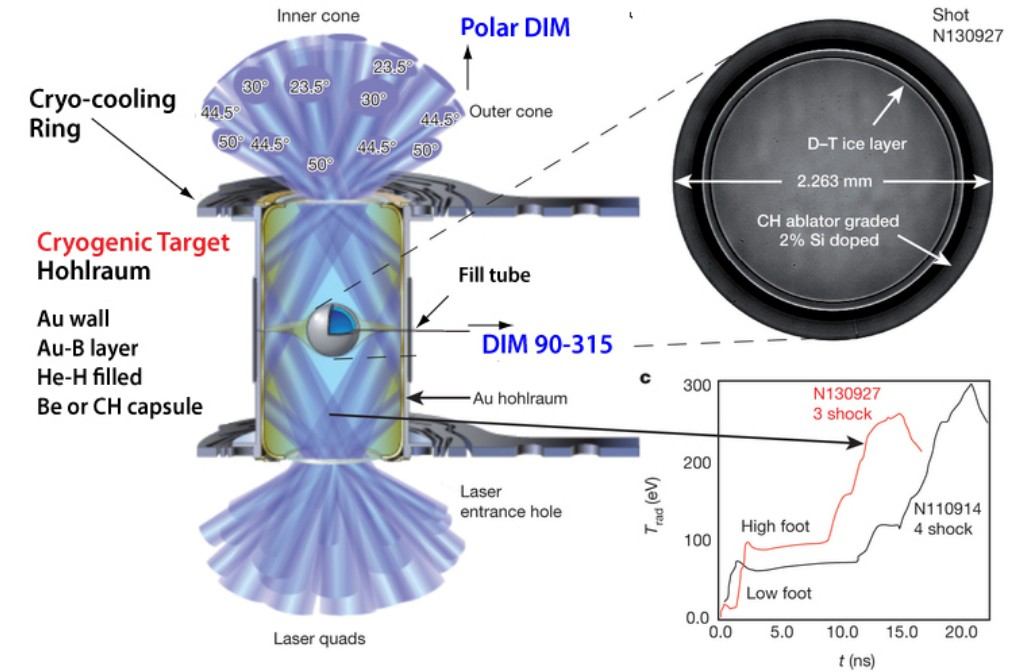 Inner cone
Polar DIM
Shot
N130927
23.5°
30°
23.5°
30°
44.5°
44.5°
Outer cone
50°
44.5°
44.5°
50°
50°
Cryo-cooling
Ring
D–T ice layer
2.263 mm
CH ablator graded
2% Si doped
Cryogenic Target
Hohlraum
Au wall
Au-B layer
He-H filled
Be or CH capsule
Fill tube
DIM 90-315
Au hohlraum
Laser
entrance hole
Laser quads
c
300
200
100
0.0
T rad (eV)
N130927
3 shock
N110914
4 shock
High foot
Low foot
0.0 5.0 10.0 15.0 20.0
t (ns)